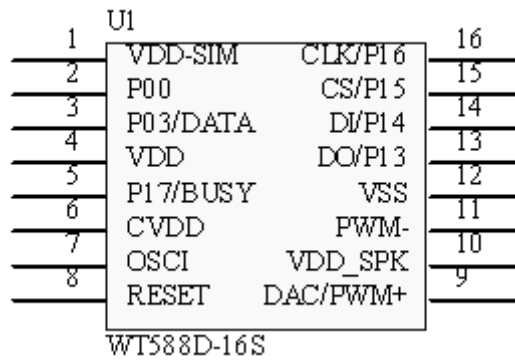 U1
1 VDD-SIM CLK/P16 16
2 P00 CS/P15 15
3 P03/DATA DI/P14 14
4 VDD DO/P13 13
5 P17/BUSY VSS 12
6 CVDD PWM- 11
7 OSCI VDD_SPK 10
8 RESET DAC/PWM+ 9
WT588D-16S